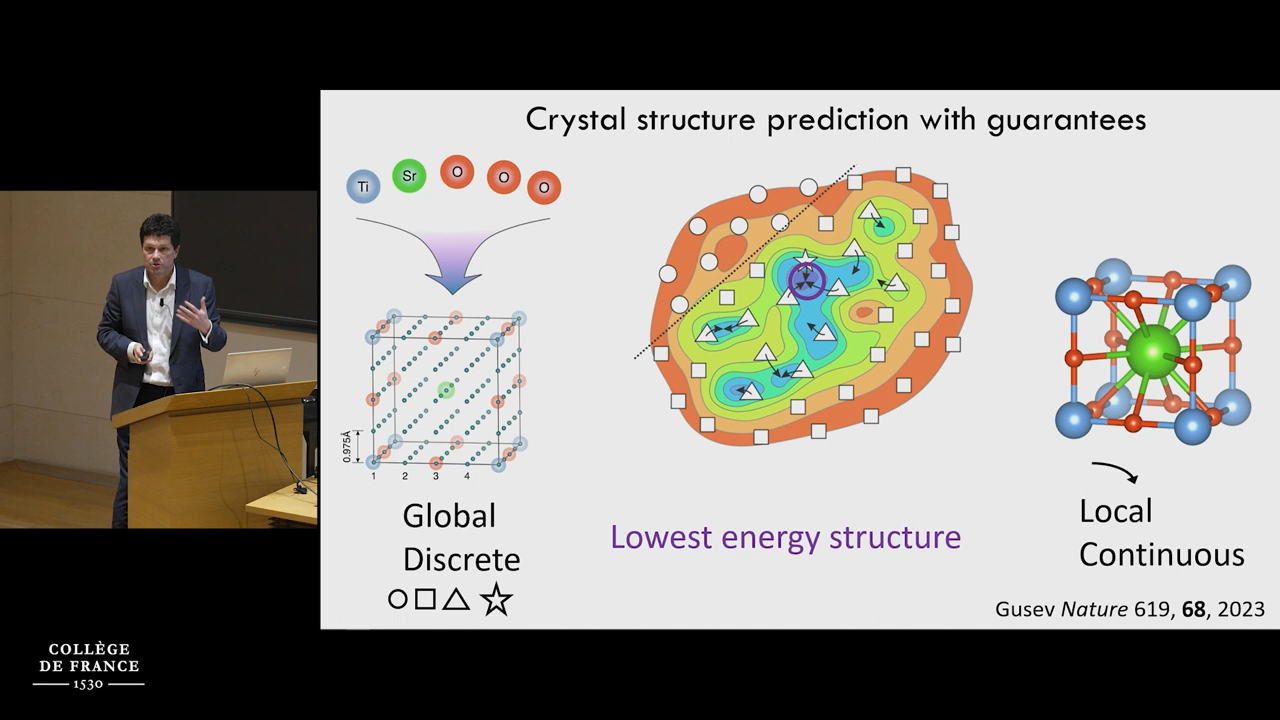 Crystal structure prediction with guarantees
Ti Sr O O O
0.975Å
1 2 3 4
Global
Discrete
Lowest energy structure
Local
Continuous
Gusev Nature 619, 68, 2023
COLLÈGE
DE FRANCE
1530